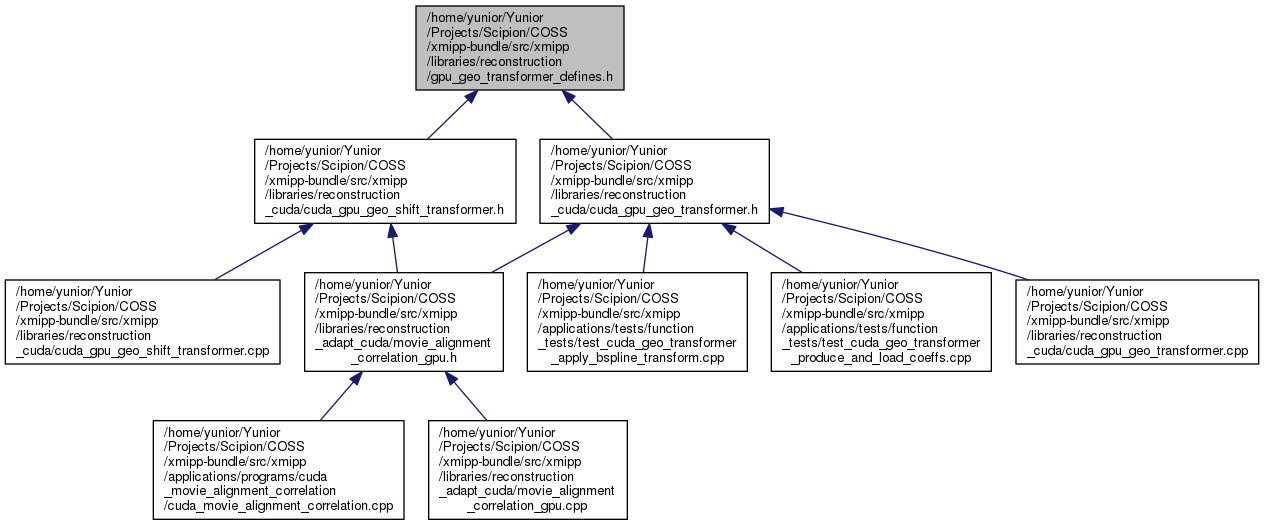 /home/yunior/Yunior
/Projects/Scipion/COSS
/xmipp-bundle/src/xmipp
/libraries/reconstruction
/gpu_geo_transformer_defines.h
/home/yunior/Yunior
/Projects/Scipion/COSS
/xmipp-bundle/src/xmipp
/libraries/reconstruction
_cuda/cuda_gpu_geo_shift_transformer.h
/home/yunior/Yunior
/Projects/Scipion/COSS
/xmipp-bundle/src/xmipp
/libraries/reconstruction
_cuda/cuda_gpu_geo_transformer.h
/home/yunior/Yunior
/Projects/Scipion/COSS
/xmipp-bundle/src/xmipp
/libraries/reconstruction
_cuda/cuda_gpu_geo_shift_transformer.cpp
/home/yunior/Yunior
/Projects/Scipion/COSS
/xmipp-bundle/src/xmipp
/libraries/reconstruction
_adapt_cuda/movie_alignment
_correlation_gpu.h
/home/yunior/Yunior
/Projects/Scipion/COSS
/xmipp-bundle/src/xmipp
/applications/tests/function
_tests/test_cuda_geo_transformer
_apply_bspline_transform.cpp
/home/yunior/Yunior
/Projects/Scipion/COSS
/xmipp-bundle/src/xmipp
/applications/tests/function
_tests/test_cuda_geo_transformer
_produce_and_load_coeffs.cpp
/home/yunior/Yunior
/Projects/Scipion/COSS
/xmipp-bundle/src/xmipp
/libraries/reconstruction
_cuda/cuda_gpu_geo_transformer.cpp
/home/yunior/Yunior
/Projects/Scipion/COSS
/xmipp-bundle/src/xmipp
/applications/programs/cuda
_movie_alignment_correlation
/cuda_movie_alignment_correlation.cpp
/home/yunior/Yunior
/Projects/Scipion/COSS
/xmipp-bundle/src/xmipp
/libraries/reconstruction
_adapt_cuda/movie_alignment
_correlation_gpu.cpp